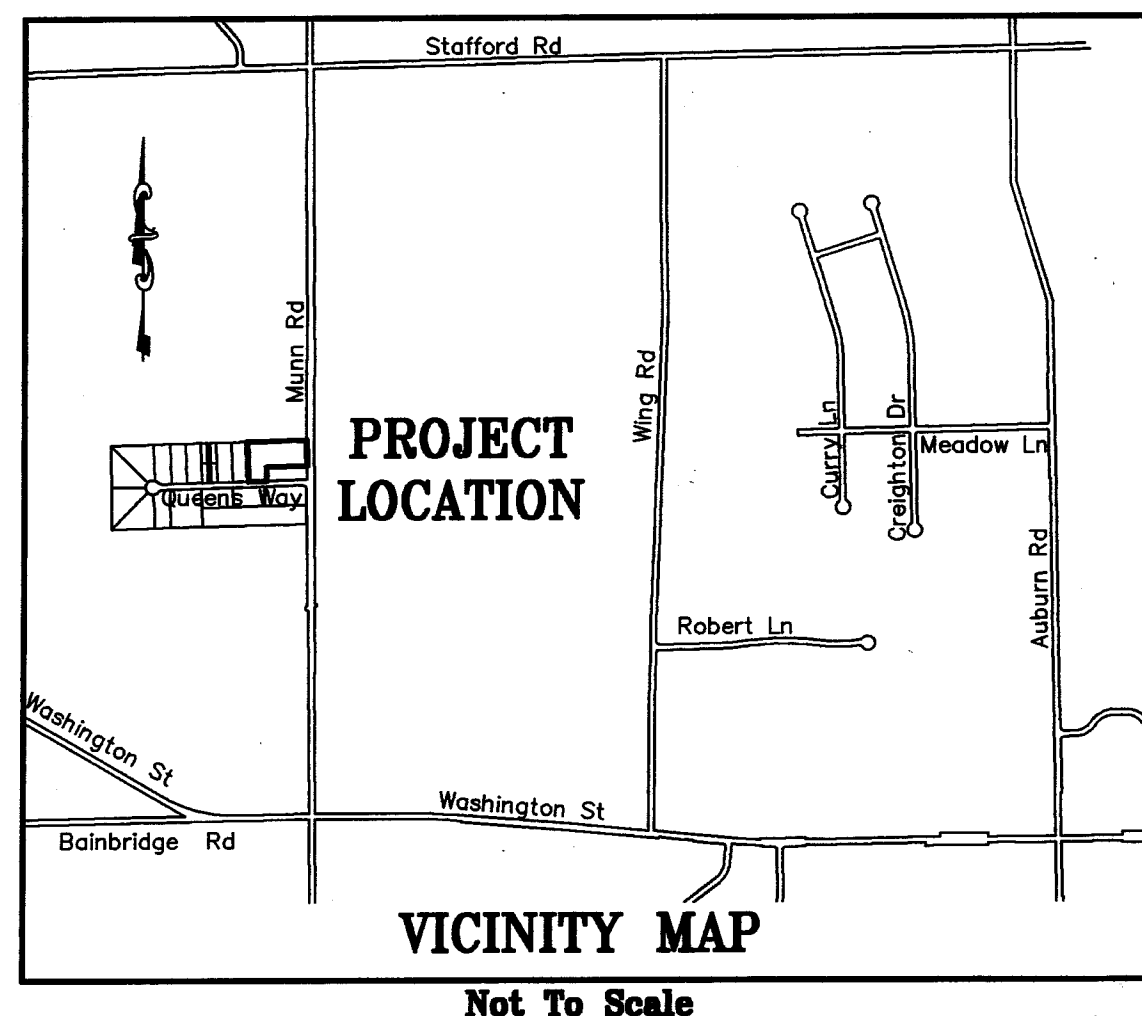 Stafford Rd
Munn Rd
Wing Rd
PROJECT
LOCATION
Queens Way
Curry Ln
Creighton Dr
Meadow Ln
Auburn Rd
Robert Ln
Washington St
Washington St
Bainbridge Rd
VICINITY MAP
Not To Scale